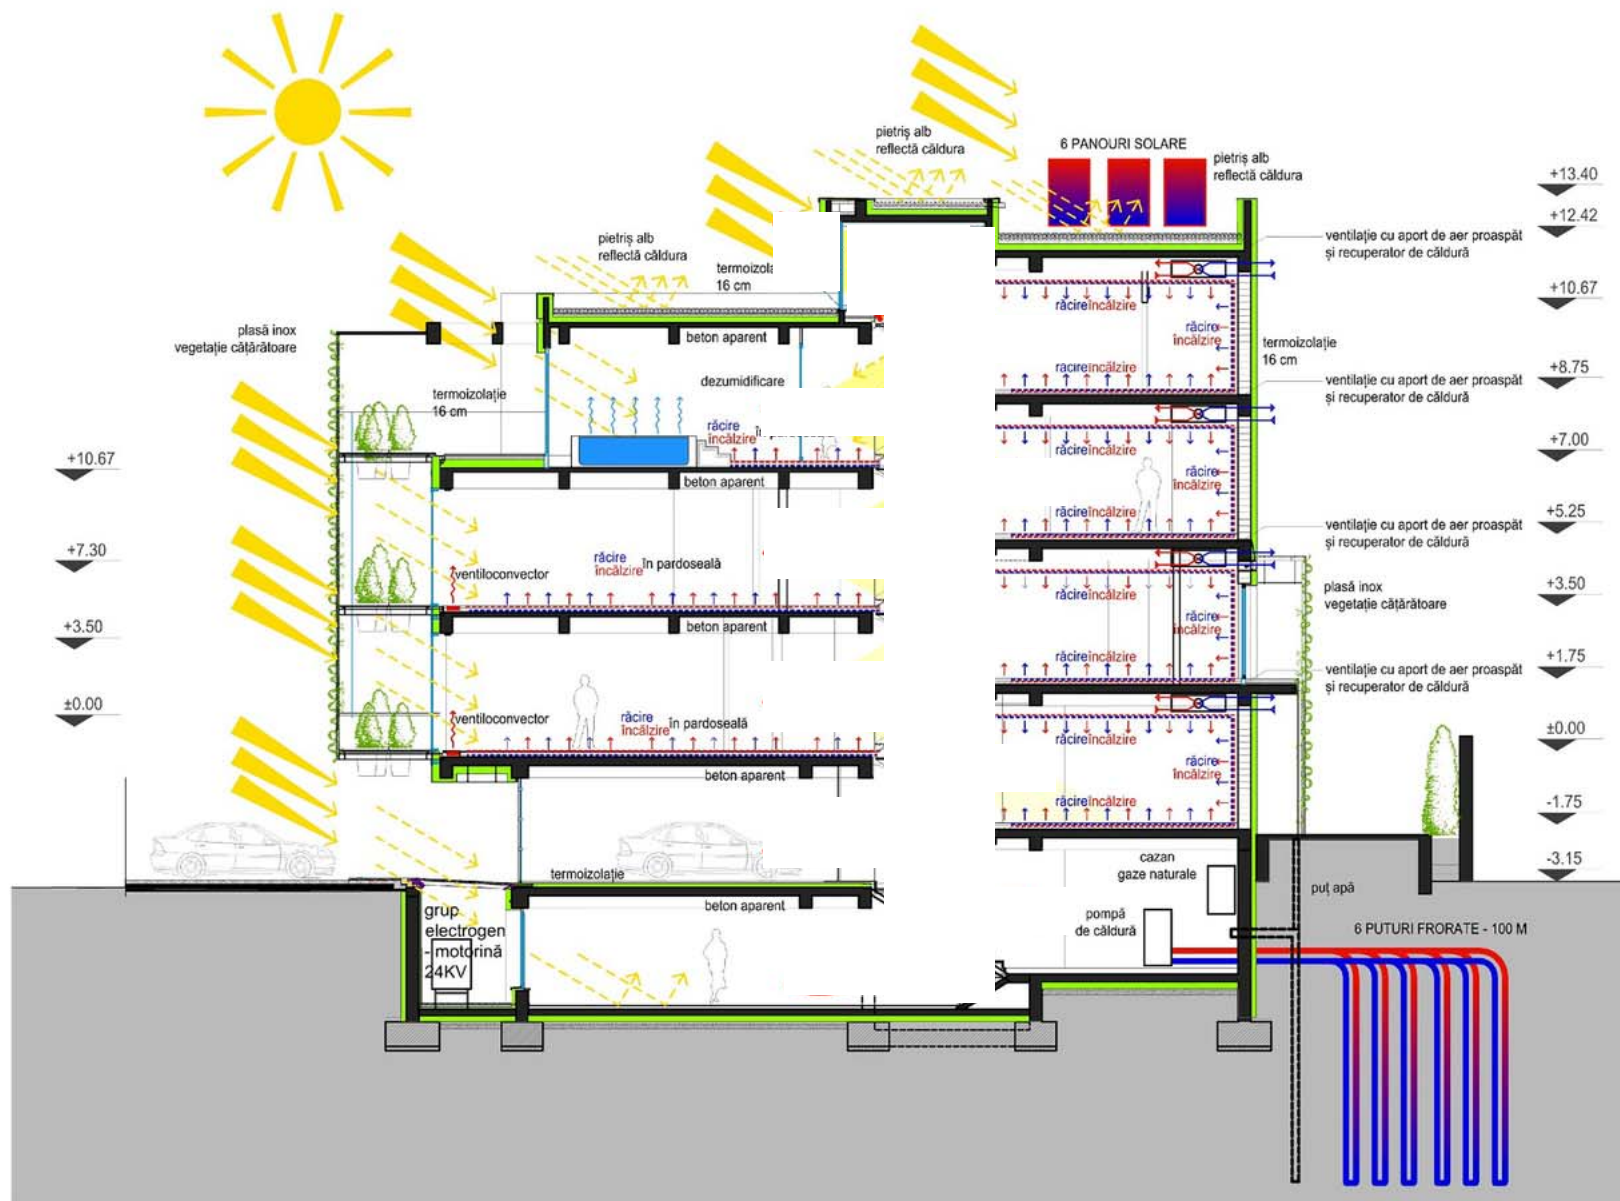 pietriș alb
reflectă căldura
6 PANOURI SOLARE
pietriș alb
reflectă căldura
+13.40
+12.42
ventilație cu aport de aer proaspăt
și recuperator de căldură
pietriș alb
reflectă căldura
16 cm
răcire încălzire
+10.67
plasă inox
vegetație cățărătoare
beton aparent
răcire
încălzire
termoizolație
16 cm
dezumidificare
răcire încălzire
+8.75
ventilație cu aport de aer proaspăt
și recuperator de căldură
termoizolație
16 cm
răcire
încălzire
răcire încălzire
+7.00
+10.67
beton aparent
răcire
încălzire
răcire încălzire
+5.25
ventilație cu aport de aer proaspăt
și recuperator de căldură
+7.30
ventiloconvector
răcire
încălzire
în pardoseală
răcire încălzire
+3.50
plasă inox
vegetație cățărătoare
beton aparent
răcire
încălzire
+3.50
răcire încălzire
+1.75
ventilație cu aport de aer proaspăt
și recuperator de căldură
±0.00
ventiloconvector
răcire
încălzire
în pardoseală
răcire încălzire
±0.00
beton aparent
răcire
încălzire
răcire încălzire
-1.75
termoizolație
cazan
gaze naturale
-3.15
puț apă
beton aparent
grup
electrogen
- motorină
24KV
pompă
de căldură
6 PUTURI FRORATE - 100 M